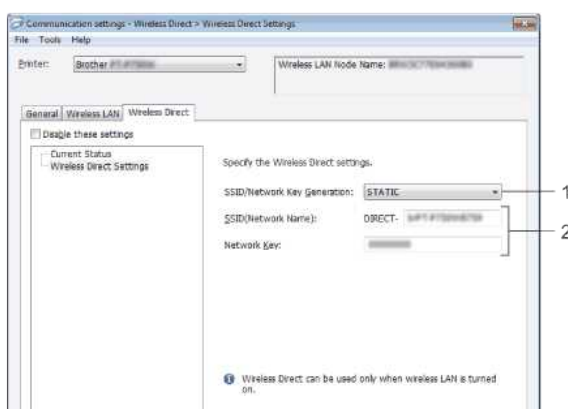 Communication settings - Wireless Direct > Wireless Direct Settings
File Tools Help
Printer: Brother
Wireless LAN Node Name:
General Wireless LAN Wireless Direct
Disable these settings
Current Status
Wireless Direct Settings
Specify the Wireless Direct settings.
SSID/Network Key Generation: STATIC 1
SSID(Network Name): DIRECT-
2
Network Key:
Wireless Direct can be used only when wireless LAN is turned
on.